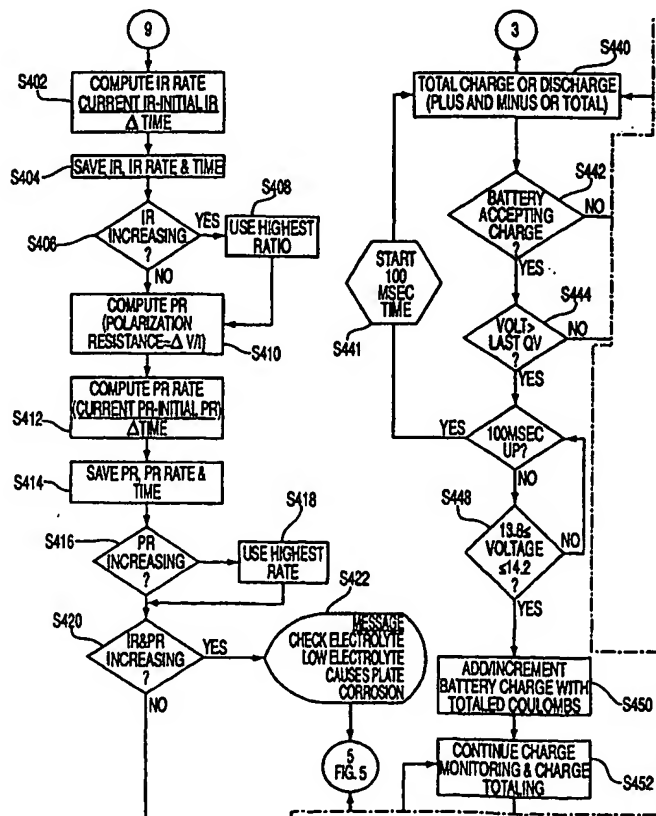 9
S402
COMPUTE IR RATE
CURRENT IR-INITIAL IR
Δ TIME
S404
SAVE IR, IR RATE & TIME
S406
IR
INCREASING
?
YES
NO
S408
USE HIGHEST
RATIO
COMPUTE PR
(POLARIZATION
RESISTANCE=Δ V/I)
S410
COMPUTE PR RATE
(CURRENT PR-INITIAL PR)
ΔTIME
S412
S414
SAVE PR, PR RATE &
TIME
S416
PR
INCREASING
?
S418
USE HIGHEST
RATE
S420
IR&PR
INCREASING
?
YES
NO
S422
MESSAGE
CHECK ELECTROLYTE
LOW ELECTROLYTE
CAUSES PLATE
CORROSION
5
FIG. 5
3
S440
TOTAL CHARGE OR DISCHARGE
(PLUS AND MINUS OR TOTAL)
S442
BATTERY
ACCEPTING
CHARGE
?
NO
YES
START
100
MSEC
TIME
S441
S444
VOLT>
LAST QV
?
NO
YES
100MSEC
UP?
YES
NO
S448
13.8≤
VOLTAGE
≤14.2
?
NO
YES
ADD/INCREMENT
BATTERY CHARGE WITH
TOTALED COULOMBS
S450
CONTINUE CHARGE
MONITORING & CHARGE
TOTALING
S452